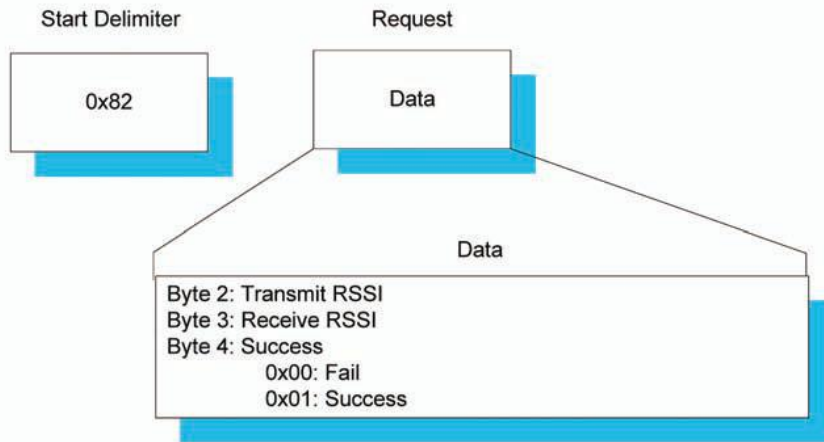 Start Delimiter
Request
0x82
Data
Data
Byte 2: Transmit RSSI
Byte 3: Receive RSSI
Byte 4: Success
0x00: Fail
0x01: Success